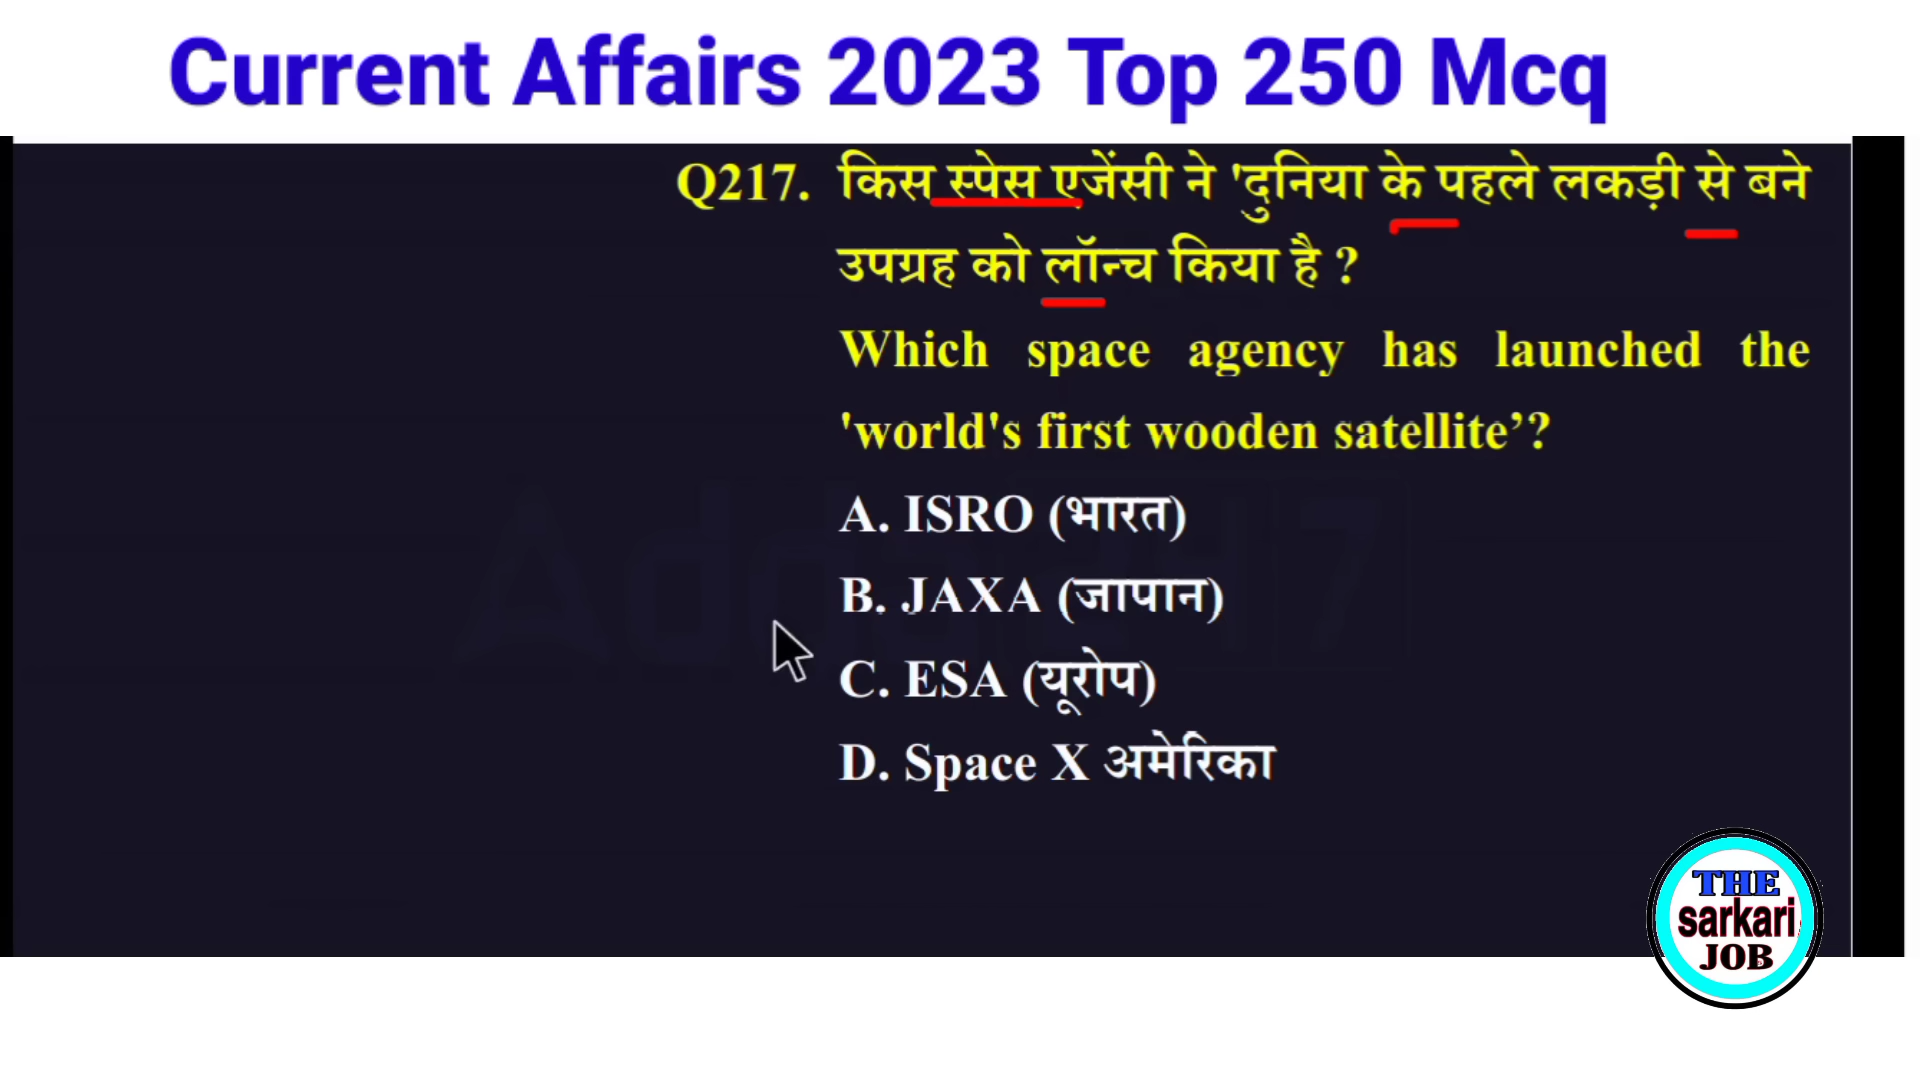 Current Affairs 2023 Top 250 Mcq
Q217. किस स्पेस एजेंसी ने 'दुनिया के पहले लकड़ी से बने
उपग्रह को लॉन्च किया है ?
Which space agency has launched the
'world's first wooden satellite’?
A. ISRO (भारत)
B. JAXA (जापान)
C. ESA (यूरोप)
D. Space X अमेरिका
THE
sarkari
JOB